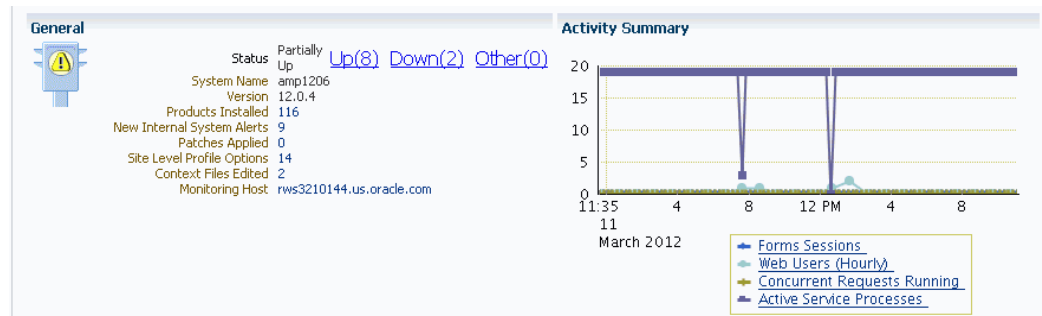 General
Status Partially Up Up(8) Down(2) Other(0)
System Name amp1206
Version 12.0.4
Products Installed 116
New Internal System Alerts 9
Patches Applied 0
Site Level Profile Options 14
Context Files Edited 2
Monitoring Host rws3210144.us.oracle.com
Activity Summary
20
15
10
5
0
11:35 4 8 12 PM 4 8
11
March 2012
Forms Sessions
Web Users (Hourly)
Concurrent Requests Running
Active Service Processes